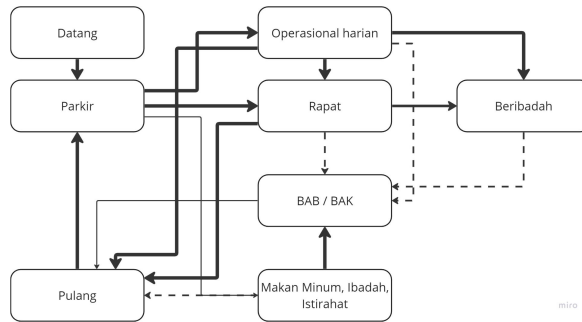 Datang
Operasional harian
Parkir
Rapat
Beribadah
BAB / BAK
Pulang
Makan Minum, Ibadah,
Istirahat
miro